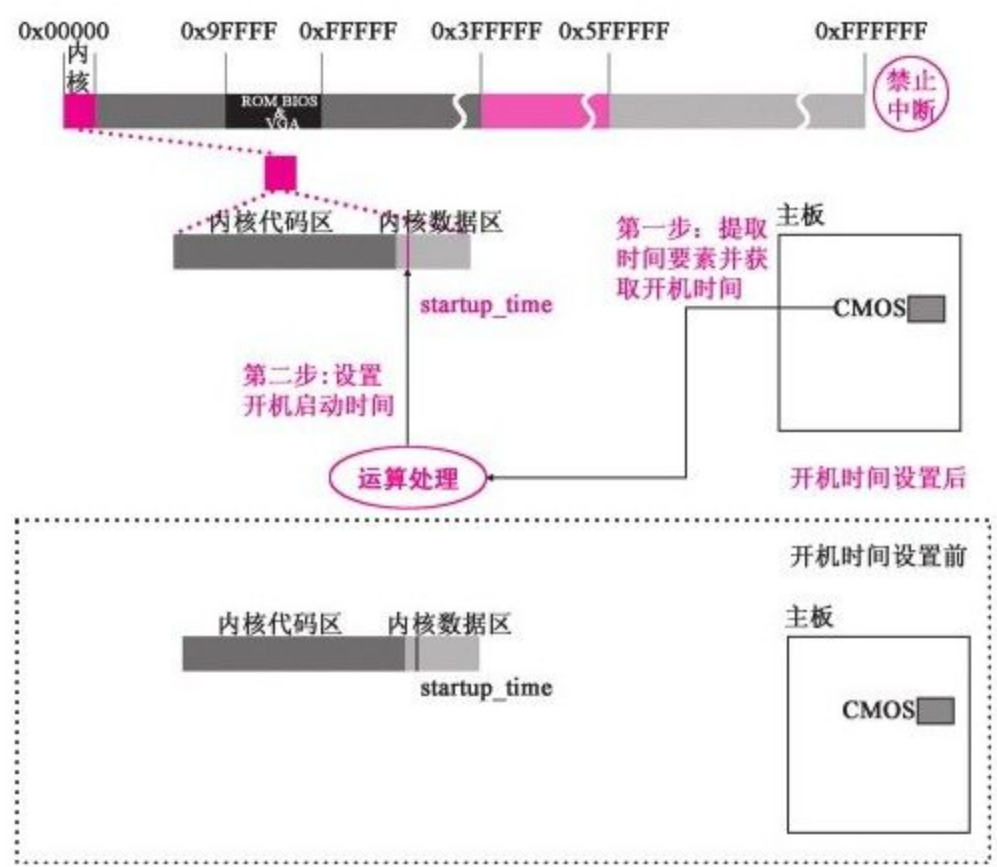 0x00000 0x9FFFF 0xFFFFF 0x3FFFFF 0x5FFFFF 0xFFFFFF
内
核
ROM BIOS
&
VGA
禁止
中断
内核代码区 内核数据区
startup_time
第一步：提取
时间要素并获
取开机时间
主板
CMOS
第二步:设置
开机启动时间
运算处理
开机时间设置后
开机时间设置前
内核代码区 内核数据区
startup_time
主板
CMOS